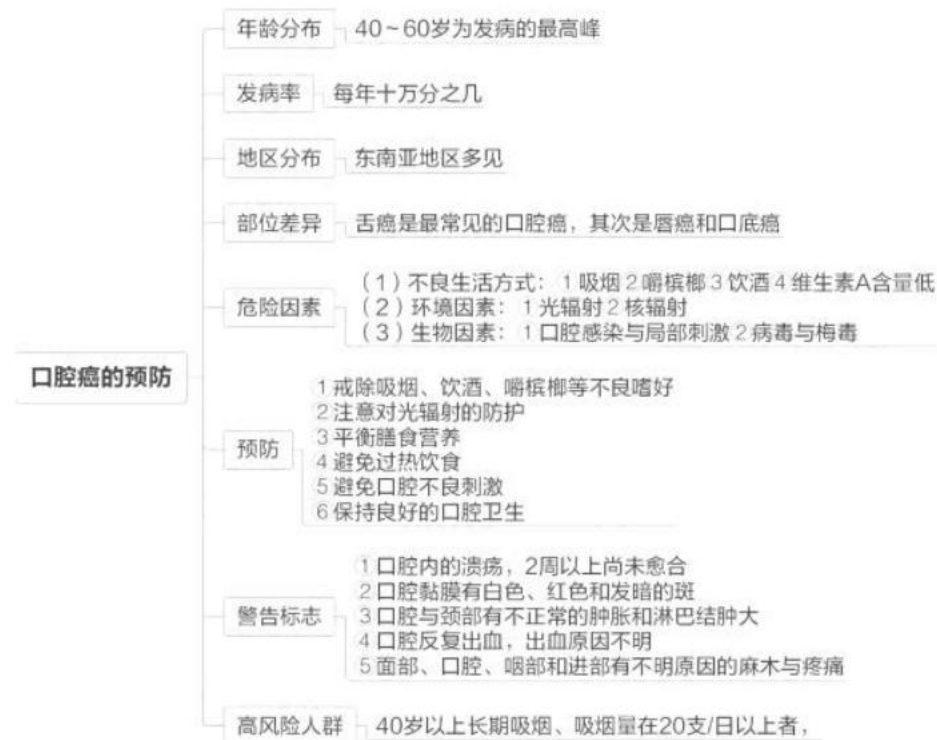 年龄分布
40～60岁为发病的最高峰
发病率
每年十万分之几
地区分布
东南亚地区多见
部位差异
舌癌是最常见的口腔癌，其次是唇癌和口底癌
危险因素
（1）不良生活方式：1吸烟2嚼槟榔3饮酒4维生素A含量低
（2）环境因素：1光辐射2核辐射
（3）生物因素：1口腔感染与局部刺激2病毒与梅毒
口腔癌的预防
预防
1戒除吸烟、饮酒、嚼槟榔等不良嗜好
2注意对光辐射的防护
3平衡膳食营养
4避免过热饮食
5避免口腔不良刺激
6保持良好的口腔卫生
警告标志
1口腔内的溃疡，2周以上尚未愈合
2口腔黏膜有白色、红色和发暗的斑
3口腔与颈部有不正常的肿胀和淋巴结肿大
4口腔反复出血，出血原因不明
5面部、口腔、咽部和进部有不明原因的麻木与疼痛
高风险人群
40岁以上长期吸烟、吸烟量在20支/日以上者，